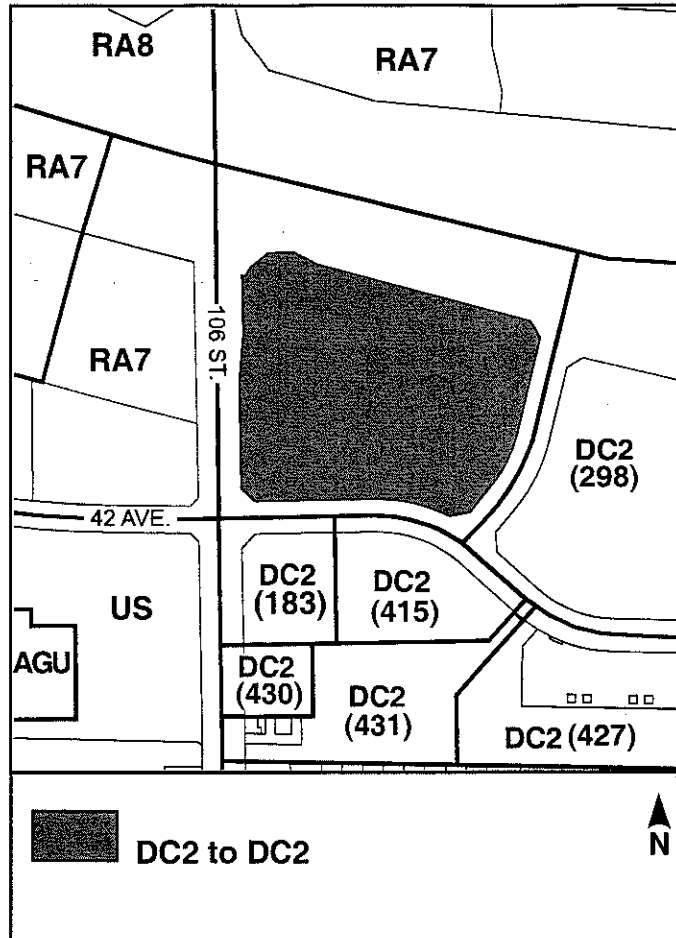 RA8
RA7
RA7
RA7
106 ST.
DC2
(298)
42 AVE.
DC2
(183)
DC2
(415)
US
AGU
DC2
(430)
DC2
(431)
DC2 (427)
DC2 to DC2
N